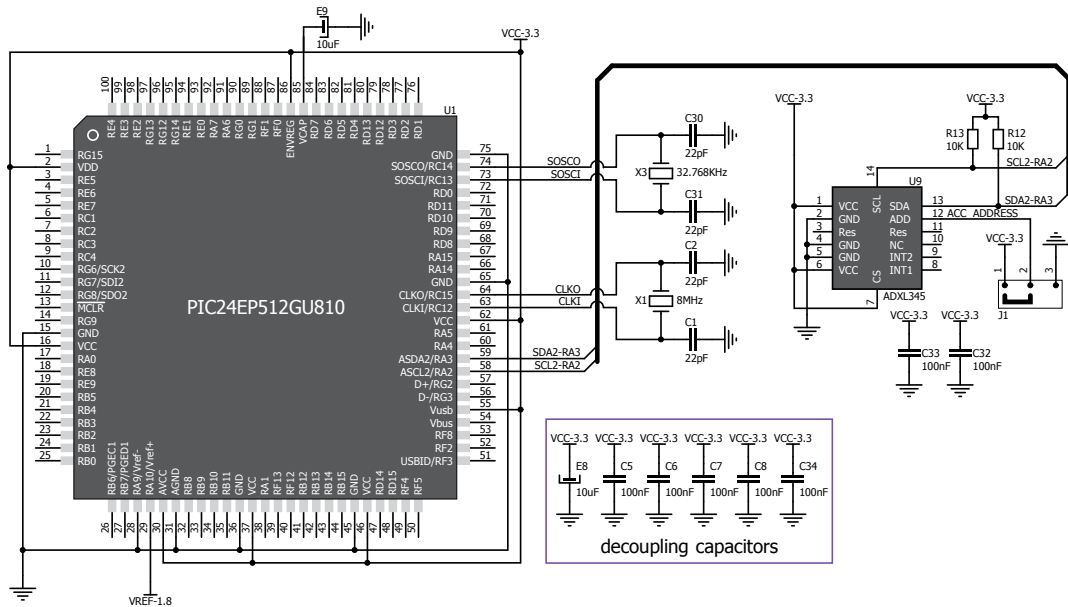 E9
10uF
VCC-3.3
100 99 98 97 96 95 94 93 92 91 90 89 88 87 86 85 84 83 82 81 80 79 78 77 76
RE4 RE3 RE2 RG13 RG12 RG14 RE1 RE0 RA7 RA6 RG0 RG1 RF1 RF0 ENVREG VCAP RD7 RD6 RD5 RD4 RD13 RD12 RD3 RD2 RD1
U1
1 RG15
2 VDD
3 RE5
4 RE6
5 RE7
6 RC1
7 RC2
8 RC3
9 RC4
10 RG6/SCK2
11 RG7/SDI2
12 RG8/SDO2
13 MCLR
14 RG9
15 GND
16 VCC
17 RA0
18 RE8
19 RE9
20 RB5
21 RB4
22 RB3
23 RB2
24 RB1
25 RB0
PIC24EP512GU810
GND 75
SOSCO/RC14 74
SOSCI/RC13 73
RD0 72
RD11 71
RD10 70
RD9 69
RD8 68
RA15 67
RA14 66
GND 65
CLKO/RC15 64
CLKI/RC12 63
VCC 62
RA5 61
RA4 60
ASDA2/RA3 59
ASCL2/RA2 58
D+/RG2 57
D-/RG3 56
Vusb 55
Vbus 54
RF8 53
RF2 52
USBID/RF3 51
RB6/PGEC1 RB7/PGED1 RA9/Vref- RA10/Vref+ AVCC AGND RB8 RB9 RB10 RB11 GND VCC RA1 RF13 RF12 RB12 RB13 RB14 RB15 GND VCC RD14 RD15 RF4 RF5
26 27 28 29 30 31 32 33 34 35 36 37 38 39 40 41 42 43 44 45 46 47 48 49 50
VREF-1.8
SOSCO
SOSCI
CLKO
CLKI
SDA2-RA3
SCL2-RA2
C30
22pF
X3
32.768KHz
C31
22pF
C2
22pF
X1
8MHz
C1
22pF
VCC-3.3
VCC-3.3
R13
10K
R12
10K
SCL2-RA2
SDA2-RA3
ACC ADDRESS
U9
14
SCL
1 VCC
2 GND
3 Res
4 GND
5 GND
6 VCC
SDA 13
ADD 12
Res 11
NC 10
INT2 9
INT1 8
CS
7
ADXL345
VCC-3.3
1 2 3
J1
VCC-3.3
C33
100nF
VCC-3.3
C32
100nF
VCC-3.3 VCC-3.3 VCC-3.3 VCC-3.3 VCC-3.3 VCC-3.3
E8 C5 C6 C7 C8 C34
10uF 100nF 100nF 100nF 100nF 100nF
decoupling capacitors